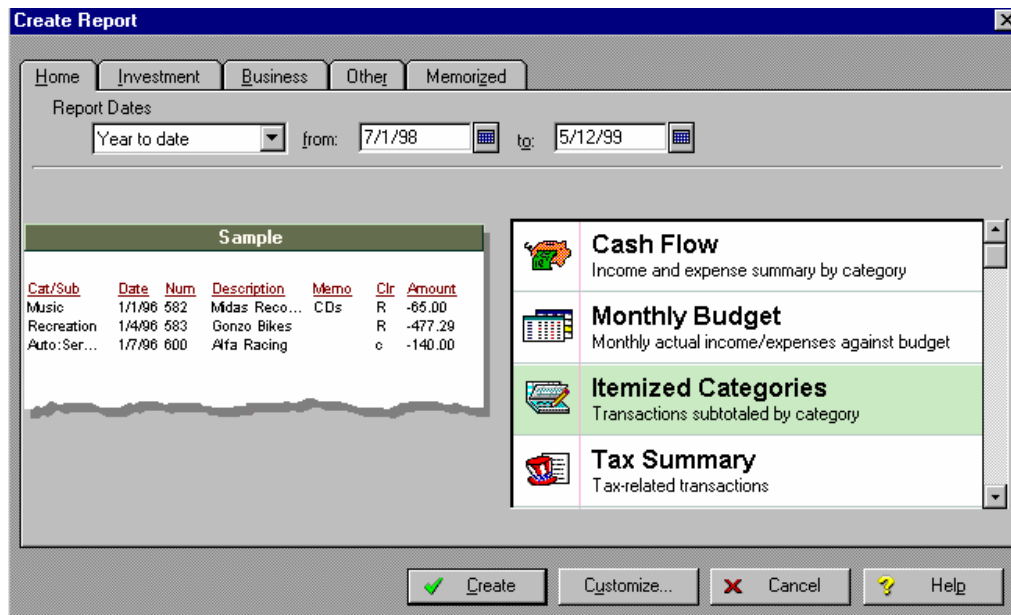 Create Report
Home Investment Business Other Memorized
Report Dates
Year to date from: 7/1/98 to: 5/12/99
Sample
Cat/Sub Date Num Description Memo Clr Amount
Music 1/1/96 582 Midas Reco... CDs R -65.00
Recreation 1/4/96 583 Gonzo Bikes R -477.29
Auto:Ser... 1/7/96 600 Alfa Racing c -140.00
Cash Flow
Income and expense summary by category
Monthly Budget
Monthly actual income/expenses against budget
Itemized Categories
Transactions subtotaled by category
Tax Summary
Tax-related transactions
Create Customize... Cancel Help